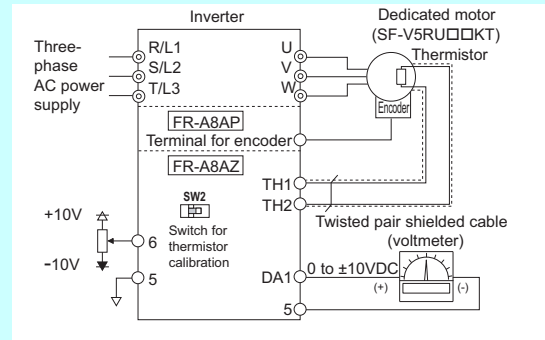 Inverter
Dedicated motor
(SF-V5RU□□KT)
Thermistor
Three-
phase
AC power
supply
R/L1
S/L2
T/L3
U
V
W
Encoder
FR-A8AP
Terminal for encoder
FR-A8AZ
TH1
TH2
SW2
Switch for
thermistor
calibration
Twisted pair shielded cable
(voltmeter)
+10V
-10V
6
5
DA1
0 to ±10VDC
(+)
(-)
5